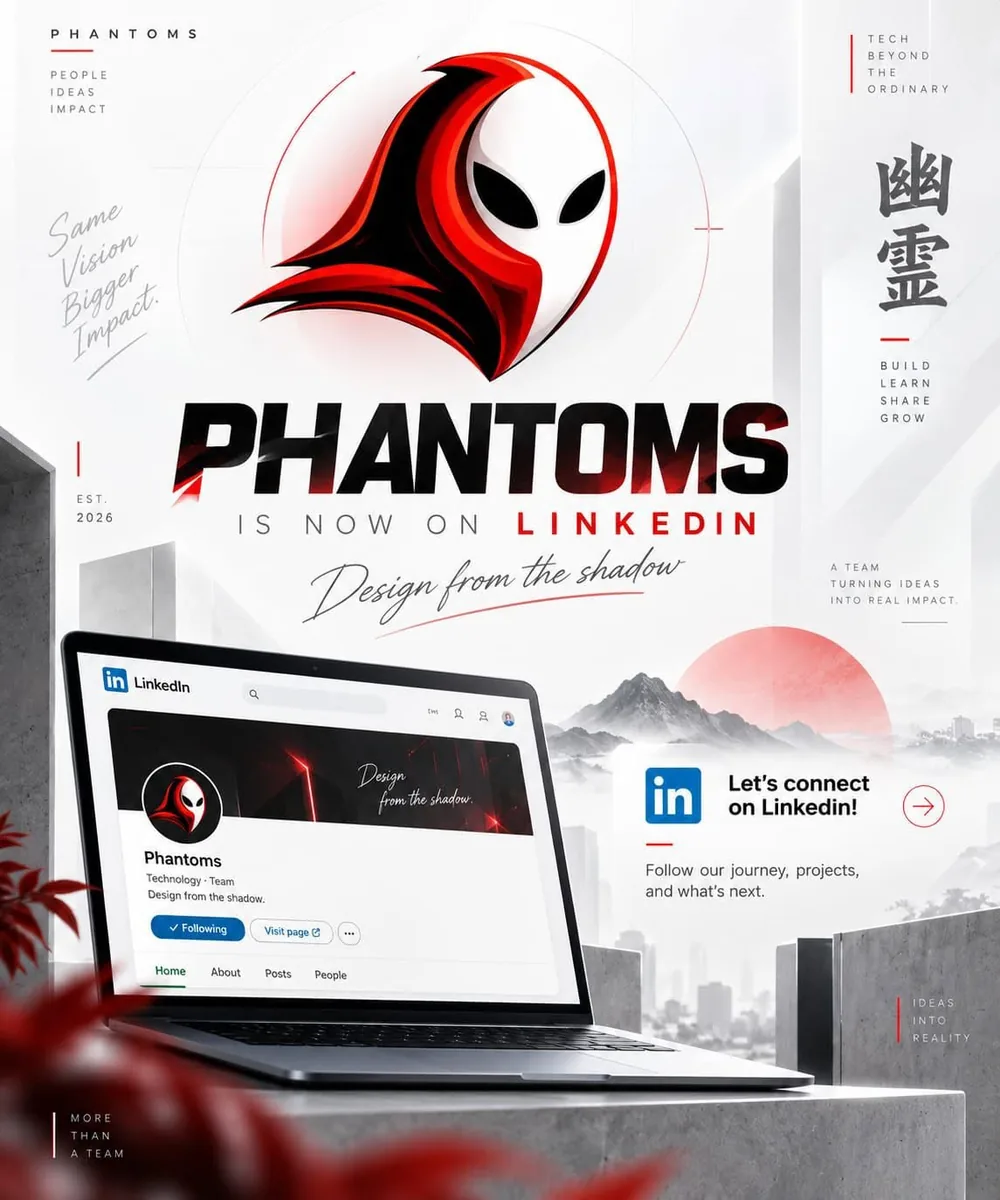 PHANTOMS
PEOPLE
IDEAS
IMPACT
TECH
BEYOND
THE
ORDINARY
幽
霊
BUILD
LEARN
SHARE
GROW
Same
Vision
Bigger
Impact.
PHANTOMS
IS NOW ON LINKEDIN
Design from the shadow
EST.
2026
A TEAM
TURNING IDEAS
INTO REAL IMPACT.
in LinkedIn
Design
from the shadow.
Phantoms
Technology · Team
Design from the shadow.
✓ Following
Visit page
Home About Posts People
in
Let's connect
on Linkedin!
Follow our journey, projects,
and what's next.
IDEAS
INTO
REALITY
MORE
THAN
A TEAM